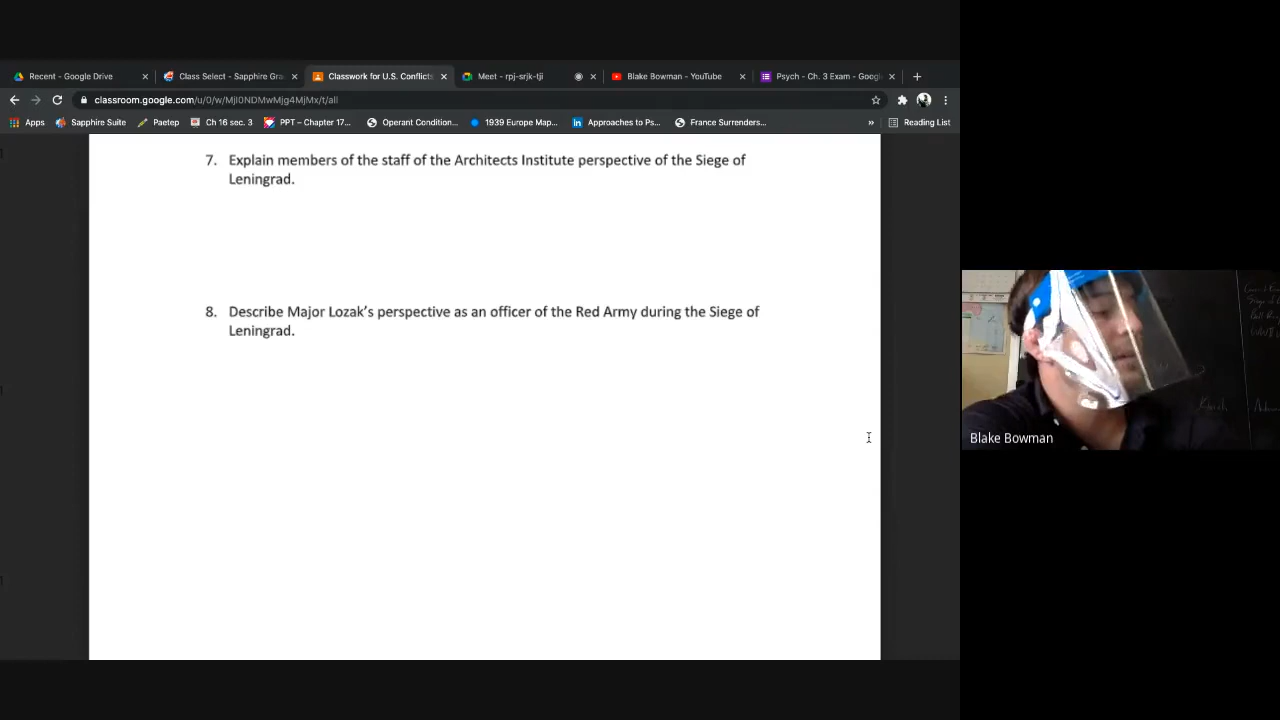 Recent - Google Drive
Class Select - Sapphire Gra
Classwork for U.S. Conflicts
Meet - rpj-srjk-tji
Blake Bowman - YouTube
Psych - Ch. 3 Exam - Googl
classroom.google.com/u/0/w/MjI0NDMwMjg4MjMx/t/all
Apps
Sapphire Suite
Paetep
Ch 16 sec. 3
PPT – Chapter 17...
Operant Condition...
1939 Europe Map...
Approaches to Ps...
France Surrenders...
»
Reading List
7. Explain members of the staff of the Architects Institute perspective of the Siege of
Leningrad.
8. Describe Major Lozak's perspective as an officer of the Red Army during the Siege of
Leningrad.
Blake Bowman